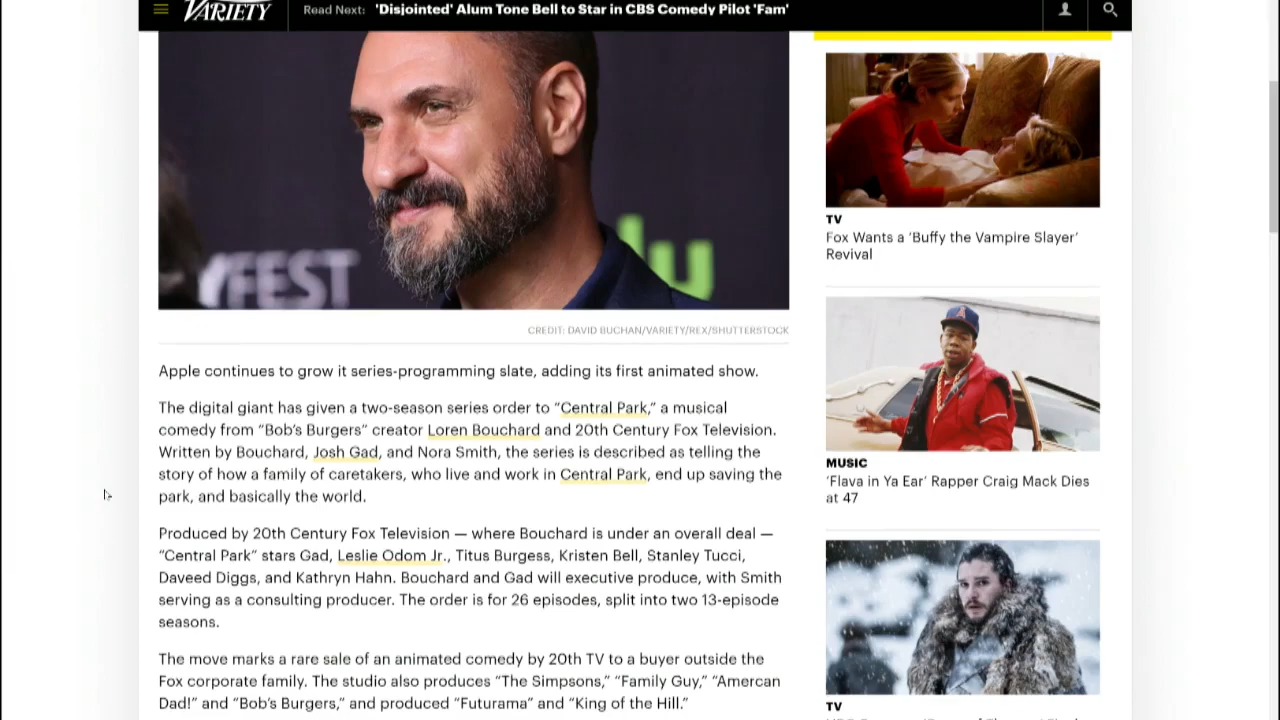 VARIETY
Read Next: 'Disjoined' Alum Tone Bell to Star in CBS Comedy Pilot 'Fam'
YFEST
lu
CREDIT: DAVID BUCHAN/VARIETY/REX/SHUTTERSTOCK
Apple continues to grow it series-programming slate, adding its first animated show.
The digital giant has given a two-season series order to “Central Park,” a musical
comedy from “Bob’s Burgers” creator Loren Bouchard and 20th Century Fox Television.
Written by Bouchard, Josh Gad, and Nora Smith, the series is described as telling the
story of how a family of caretakers, who live and work in Central Park, end up saving the
park, and basically the world.
Produced by 20th Century Fox Television — where Bouchard is under an overall deal —
“Central Park” stars Gad, Leslie Odom Jr., Titus Burgess, Kristen Bell, Stanley Tucci,
Daveed Diggs, and Kathryn Hahn. Bouchard and Gad will executive produce, with Smith
serving as a consulting producer. The order is for 26 episodes, split into two 13-episode
seasons.
The move marks a rare sale of an animated comedy by 20th TV to a buyer outside the
Fox corporate family. The studio also produces “The Simpsons,” “Family Guy,” “Amercan
Dad!” and “Bob’s Burgers,” and produced “Futurama” and “King of the Hill.”
TV
Fox Wants a ‘Buffy the Vampire Slayer’
Revival
MUSIC
‘Flava in Ya Ear’ Rapper Craig Mack Dies
at 47
TV